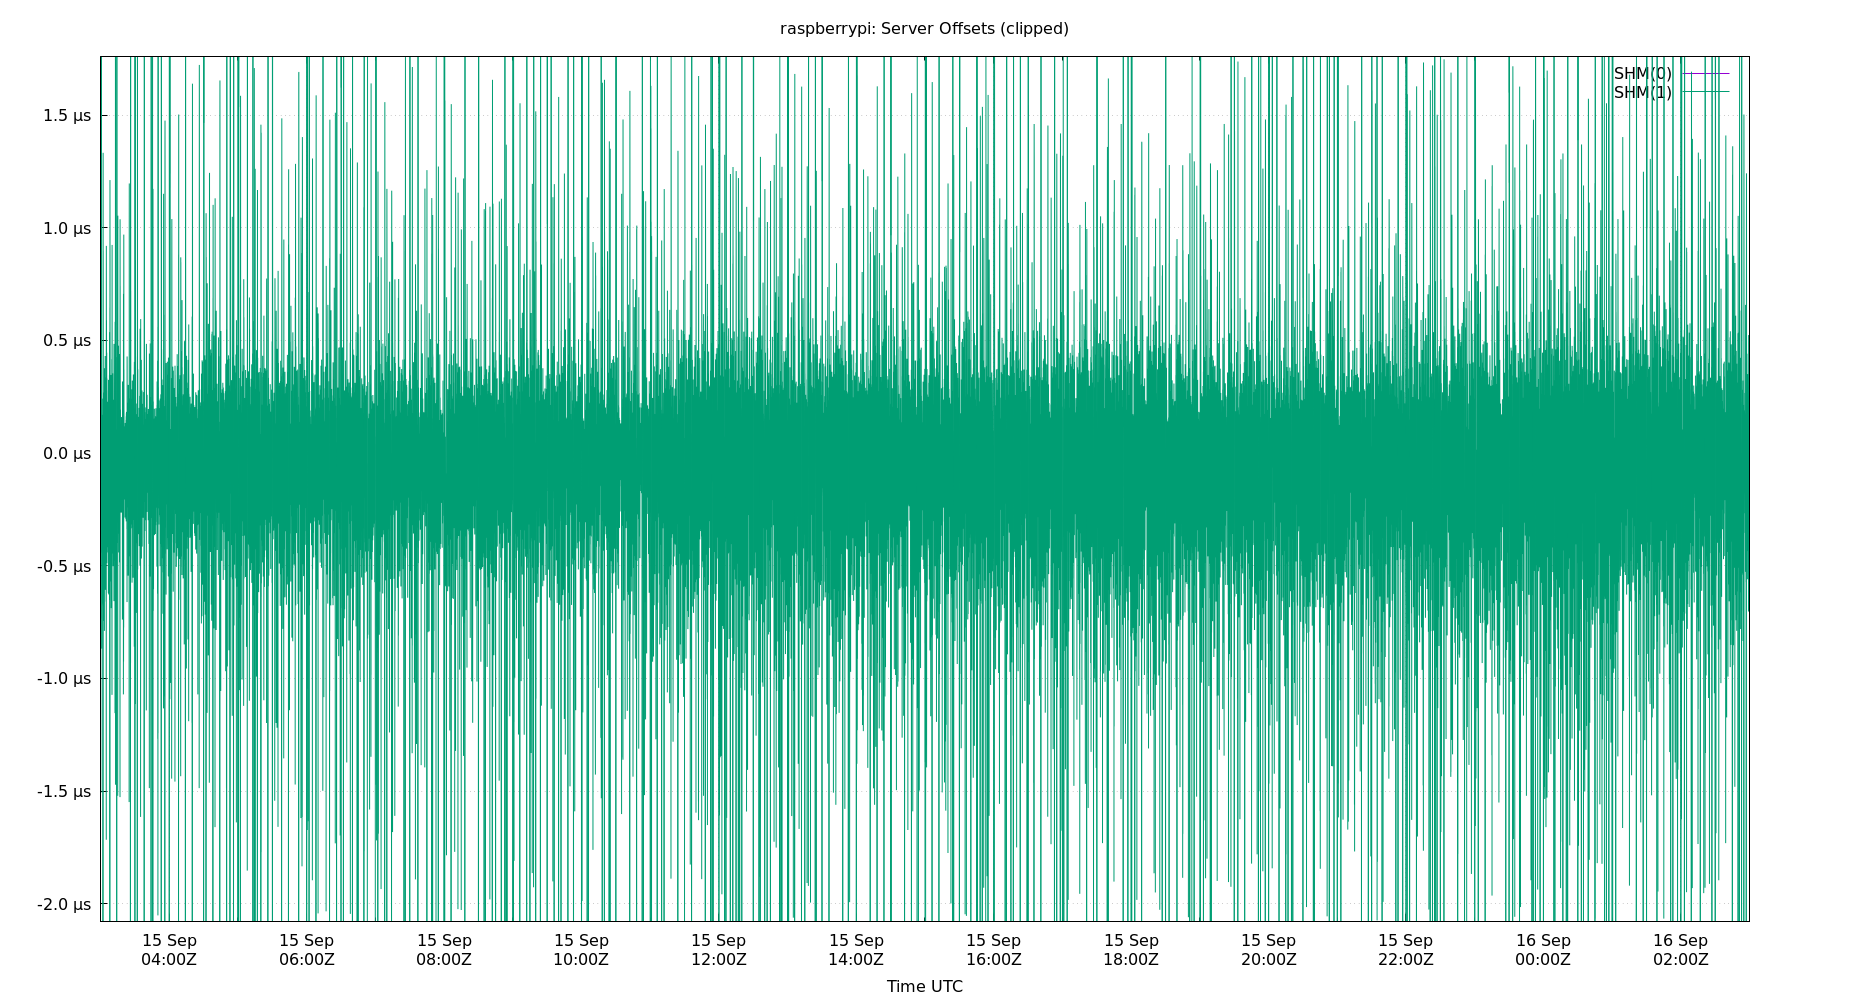 raspberrypi: Server Offsets (clipped)
SHM(0)
SHM(1)
1.5 µs
1.0 µs
0.5 µs
0.0 µs
-0.5 µs
-1.0 µs
-1.5 µs
-2.0 µs
15 Sep 15 Sep 15 Sep 15 Sep 15 Sep 15 Sep 15 Sep 15 Sep 15 Sep 15 Sep 16 Sep 16 Sep
04:00Z 06:00Z 08:00Z 10:00Z 12:00Z 14:00Z 16:00Z 18:00Z 20:00Z 22:00Z 00:00Z 02:00Z
Time UTC